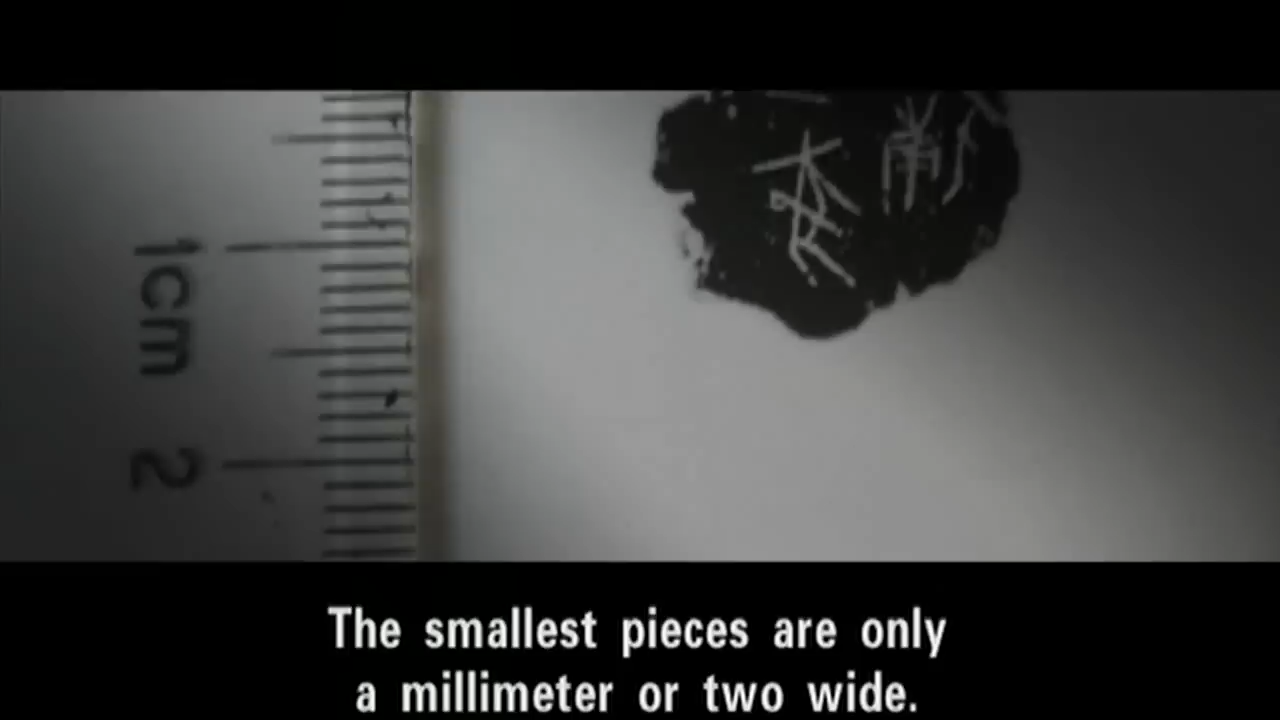 1cm
2
The smallest pieces are only
a millimeter or two wide.